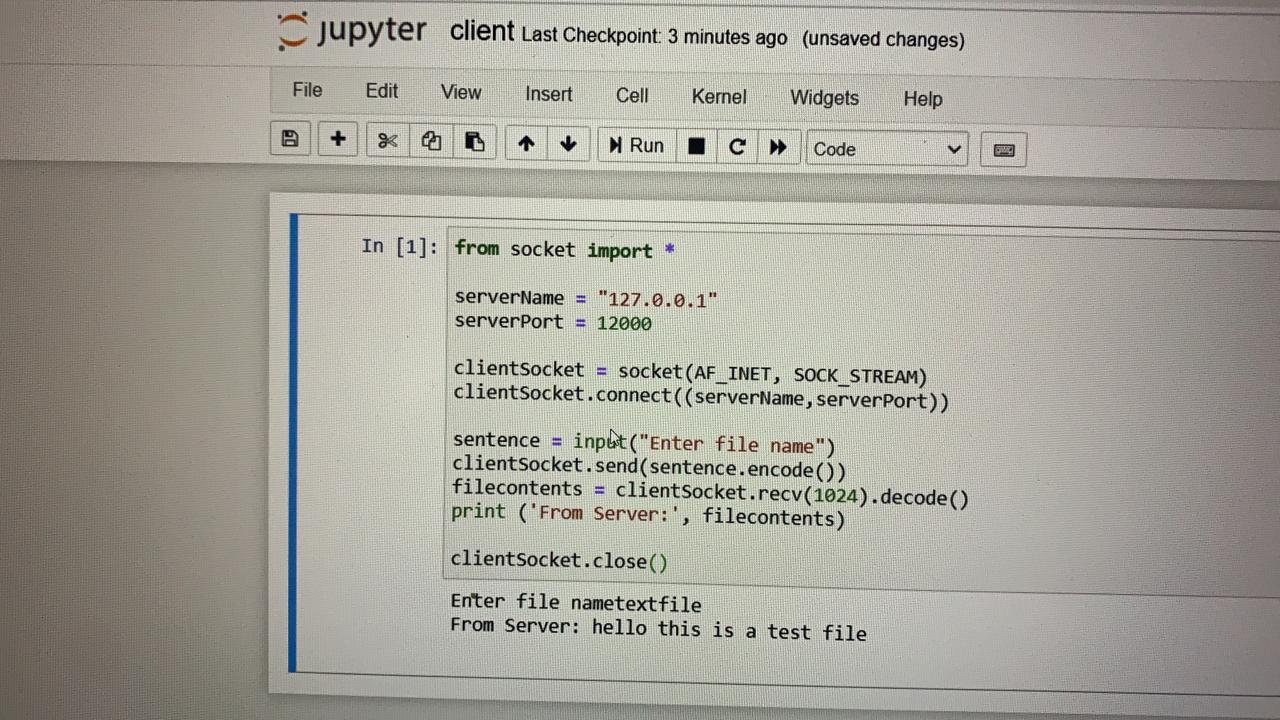 jupyter client Last Checkpoint: 3 minutes ago (unsaved changes)
File Edit View Insert Cell Kernel Widgets Help
Run Code
In [1]: from socket import *
serverName = "127.0.0.1"
serverPort = 12000
clientSocket = socket(AF_INET, SOCK_STREAM)
clientSocket.connect((serverName,serverPort))
sentence = input("Enter file name")
clientSocket.send(sentence.encode())
filecontents = clientSocket.recv(1024).decode()
print ('From Server:', filecontents)
clientSocket.close()
Enter file nametextfile
From Server: hello this is a test file